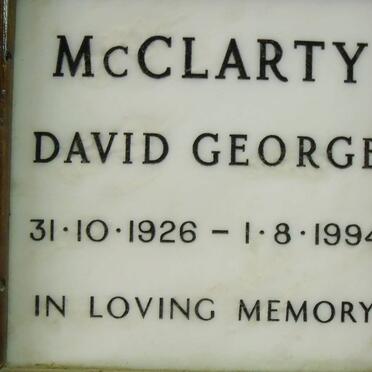 McCLARTY
DAVID GEORGE
31·10·1926 – 1·8·1994
IN LOVING MEMORY